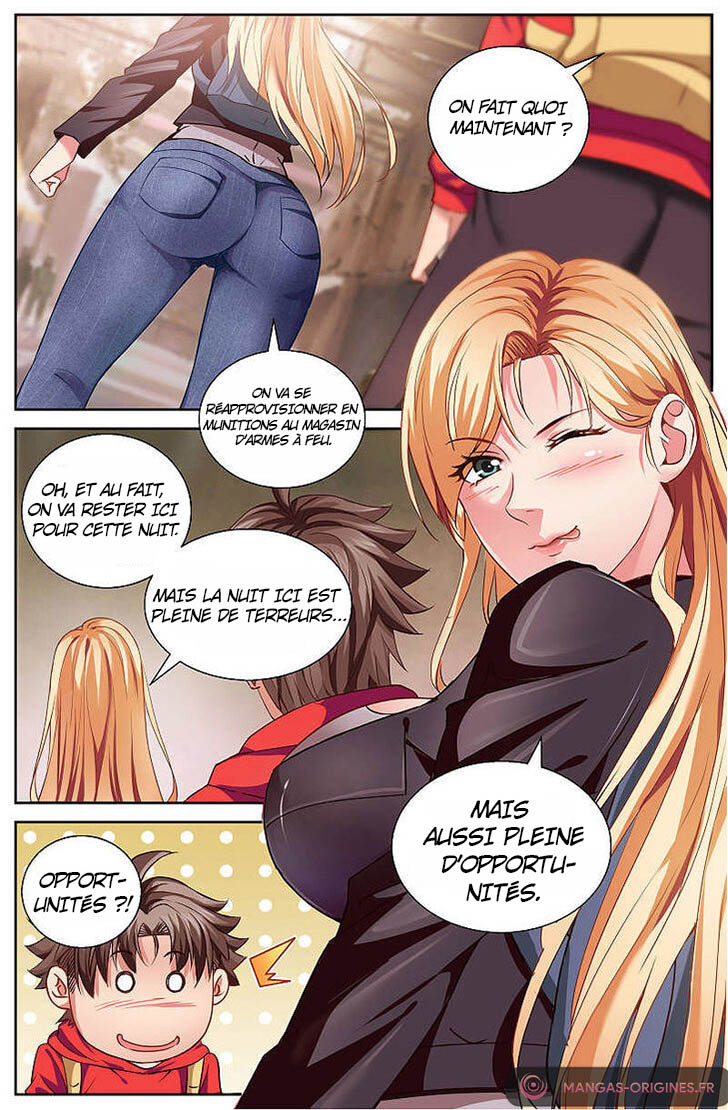 ON FAIT QUOI
MAINTENANT ?
ON VA SE
RÉAPPROVISIONNER EN
MUNITIONS AU MAGASIN
D'ARMES À FEU.
OH, ET AU FAIT,
ON VA RESTER ICI
POUR CETTE NUIT.
MAIS LA NUIT ICI EST
PLEINE DE TERREURS...
MAIS
AUSSI PLEINE
D'OPPORTU-
NITÉS.
OPPORT-
UNITÉS ?!
MANGAS-ORIGINES.FR